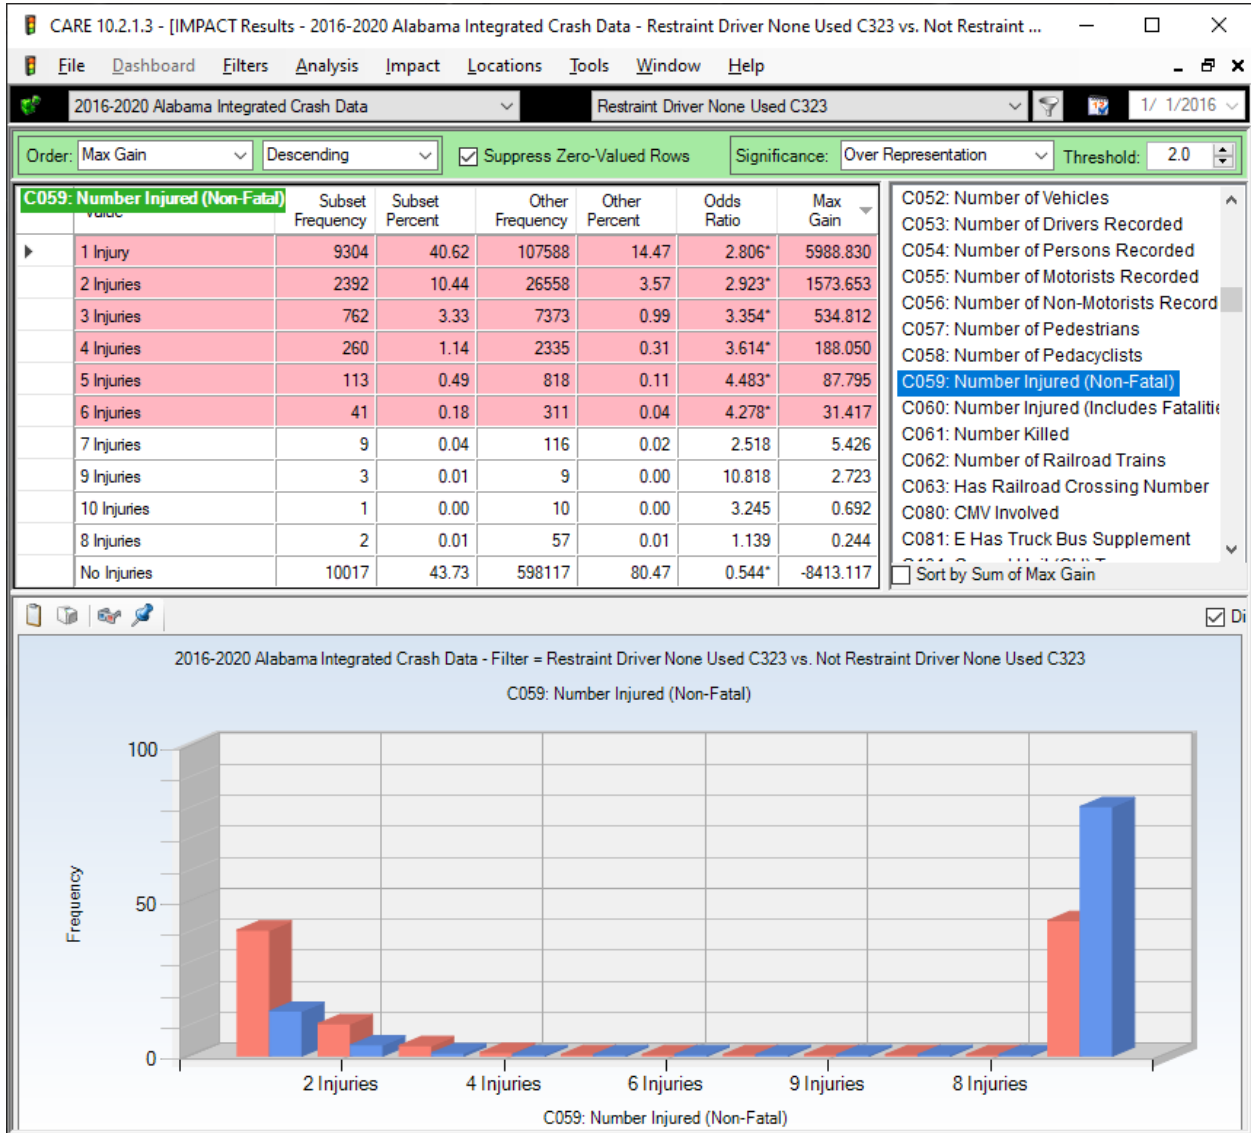 CARE 10.2.1.3 - [IMPACT Results - 2016-2020 Alabama Integrated Crash Data - Restraint Driver None Used C323 vs. Not Restraint ...
File Dashboard Filters Analysis Impact Locations Tools Window Help
2016-2020 Alabama Integrated Crash Data Restraint Driver None Used C323 1/ 1/2016
Order: Max Gain Descending Suppress Zero-Valued Rows Significance: Over Representation Threshold: 2.0
C059: Number Injured (Non-Fatal)
Value Subset Frequency Subset Percent Other Frequency Other Percent Odds Ratio Max Gain
1 Injury 9304 40.62 107588 14.47 2.806* 5988.830
2 Injuries 2392 10.44 26558 3.57 2.923* 1573.653
3 Injuries 762 3.33 7373 0.99 3.354* 534.812
4 Injuries 260 1.14 2335 0.31 3.614* 188.050
5 Injuries 113 0.49 818 0.11 4.483* 87.795
6 Injuries 41 0.18 311 0.04 4.278* 31.417
7 Injuries 9 0.04 116 0.02 2.518 5.426
9 Injuries 3 0.01 9 0.00 10.818 2.723
10 Injuries 1 0.00 10 0.00 3.245 0.692
8 Injuries 2 0.01 57 0.01 1.139 0.244
No Injuries 10017 43.73 598117 80.47 0.544* -8413.117
C052: Number of Vehicles
C053: Number of Drivers Recorded
C054: Number of Persons Recorded
C055: Number of Motorists Recorded
C056: Number of Non-Motorists Record
C057: Number of Pedestrians
C058: Number of Pedacyclists
C059: Number Injured (Non-Fatal)
C060: Number Injured (Includes Fatalitie
C061: Number Killed
C062: Number of Railroad Trains
C063: Has Railroad Crossing Number
C080: CMV Involved
C081: E Has Truck Bus Supplement
Sort by Sum of Max Gain
Di
2016-2020 Alabama Integrated Crash Data - Filter = Restraint Driver None Used C323 vs. Not Restraint Driver None Used C323
C059: Number Injured (Non-Fatal)
100
50
0
Frequency
2 Injuries 4 Injuries 6 Injuries 9 Injuries 8 Injuries
C059: Number Injured (Non-Fatal)